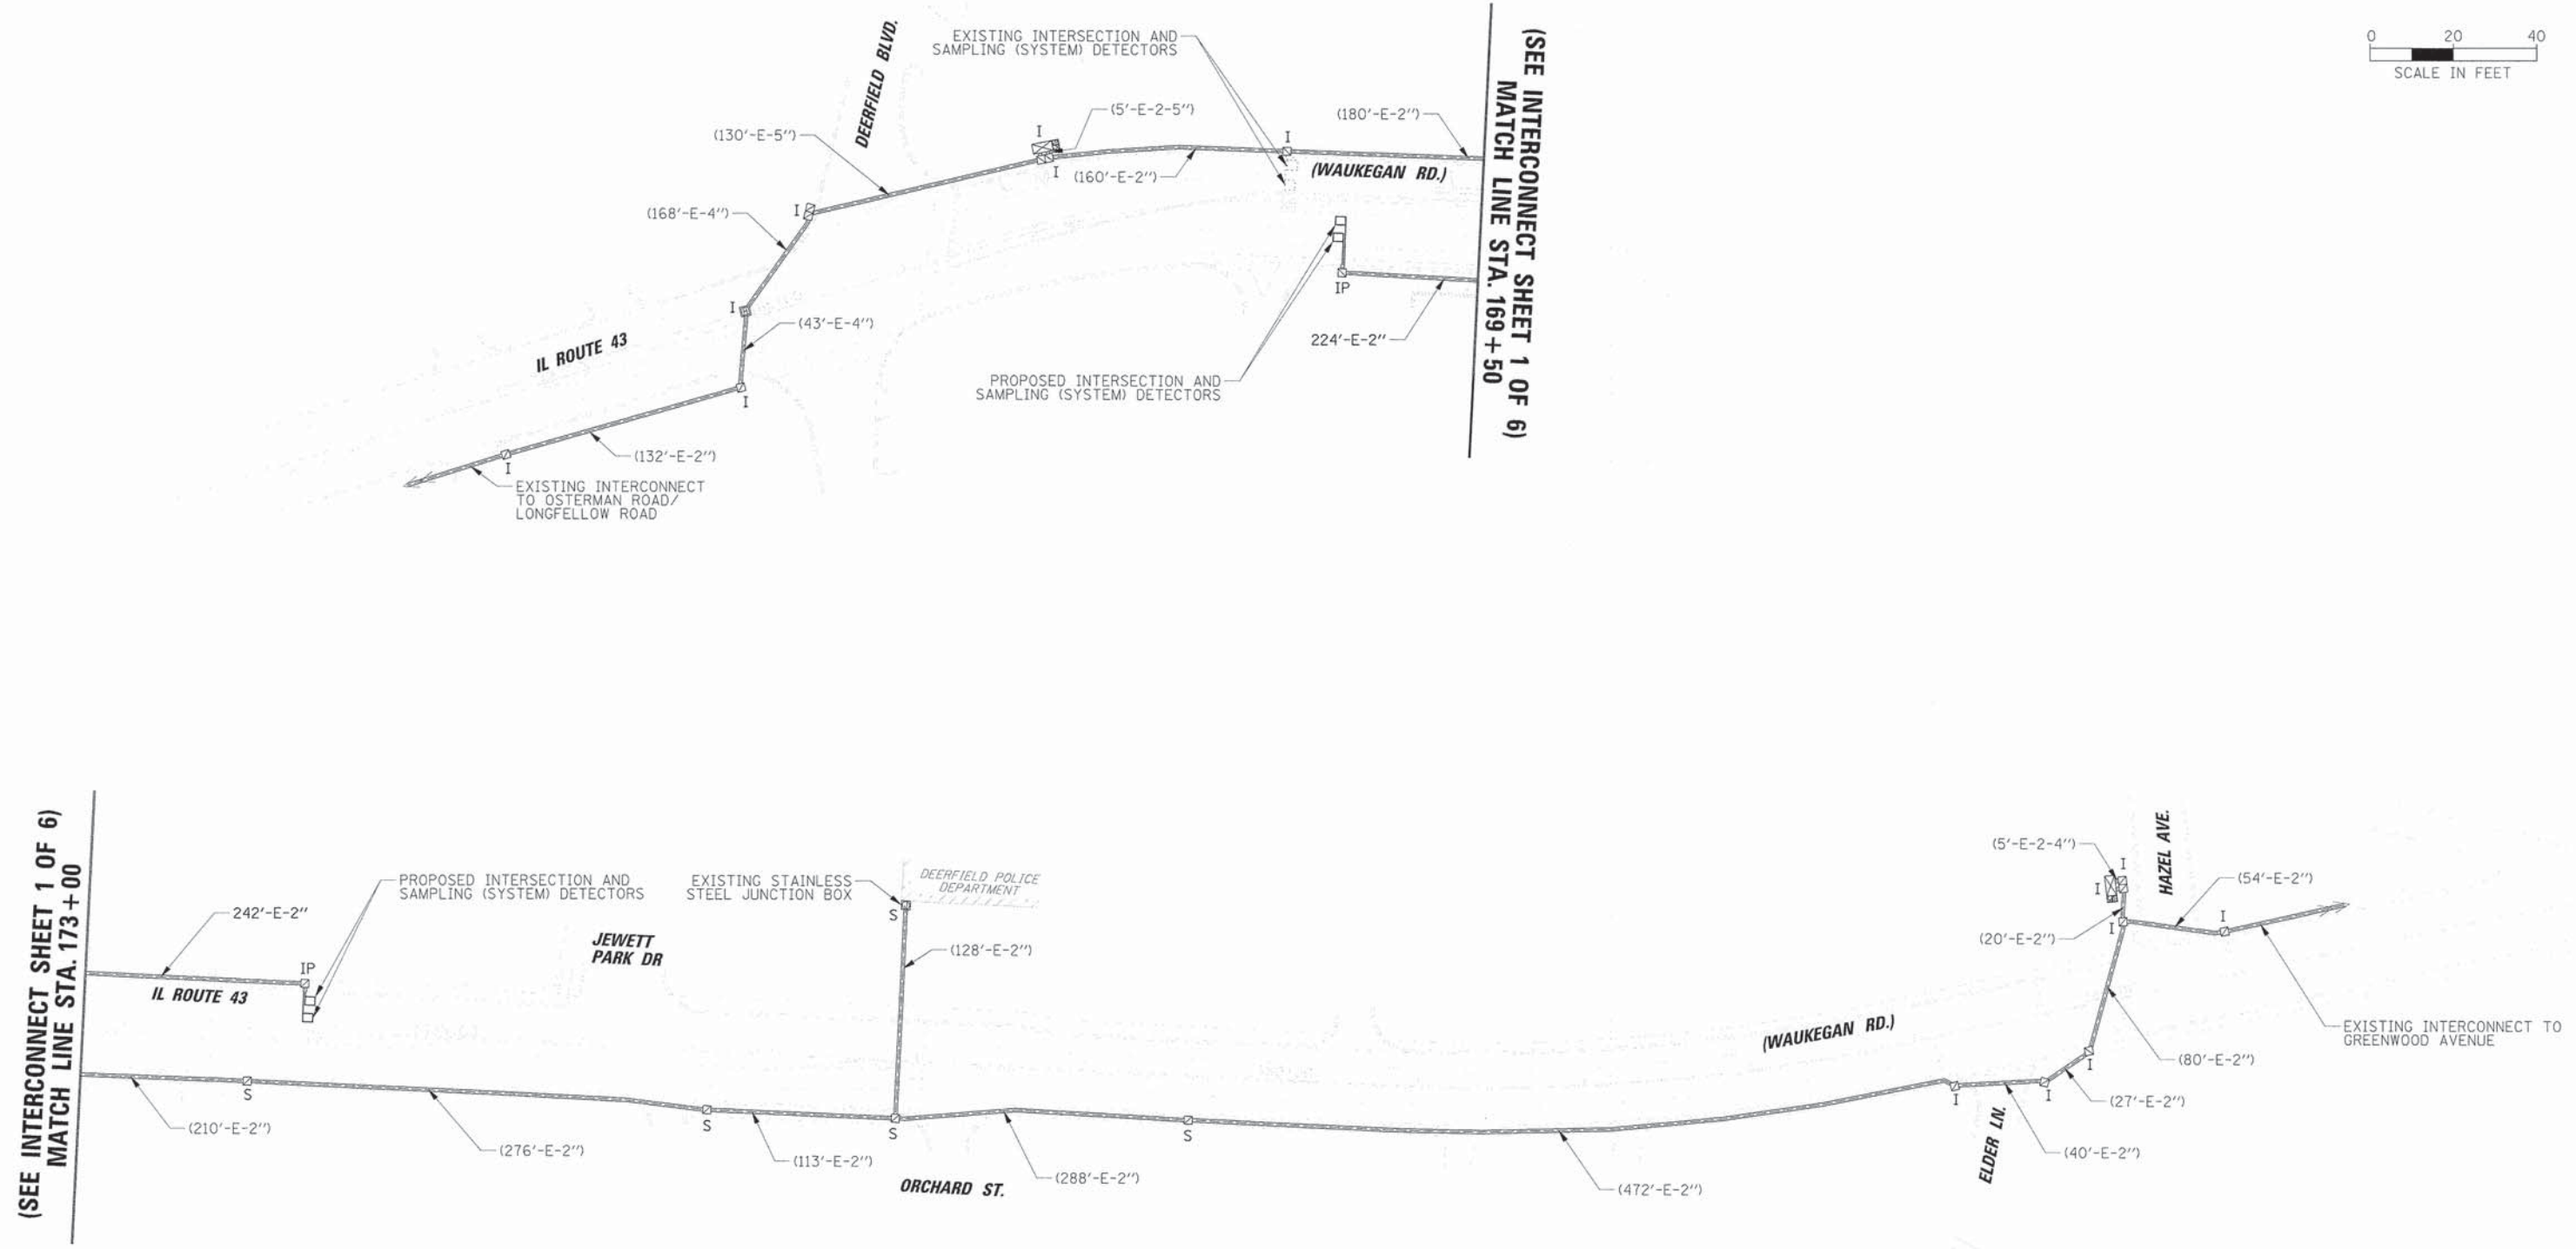 EXISTING INTERSECTION AND
SAMPLING (SYSTEM) DETECTORS
DEERFIELD BLVD.
0 20 40
SCALE IN FEET
(SEE INTERCONNECT SHEET 1 OF 6)
MATCH LINE STA. 169+50
(5'-E-2-5")
(180'-E-2")
(130'-E-5")
I
I
I
(160'-E-2")
(WAUKEGAN RD.)
(168'-E-4")
I
I
(43'-E-4")
IP
IL ROUTE 43
224'-E-2"
PROPOSED INTERSECTION AND
SAMPLING (SYSTEM) DETECTORS
I
(132'-E-2")
I
EXISTING INTERCONNECT
TO OSTERMAN ROAD/
LONGFELLOW ROAD
(SEE INTERCONNECT SHEET 1 OF 6)
MATCH LINE STA. 173+00
242'-E-2"
PROPOSED INTERSECTION AND
SAMPLING (SYSTEM) DETECTORS
EXISTING STAINLESS
STEEL JUNCTION BOX
DEERFIELD POLICE
DEPARTMENT
S
JEWETT
PARK DR
(128'-E-2")
IP
IL ROUTE 43
(5'-E-2-4")
HAZEL AVE.
I
I
(54'-E-2")
I
I
(20'-E-2")
(WAUKEGAN RD.)
EXISTING INTERCONNECT TO
GREENWOOD AVENUE
(80'-E-2")
I
S
(210'-E-2")
(276'-E-2")
S
(113'-E-2")
S
ORCHARD ST.
(288'-E-2")
S
(472'-E-2")
I
I
(27'-E-2")
(40'-E-2")
ELDER LN.